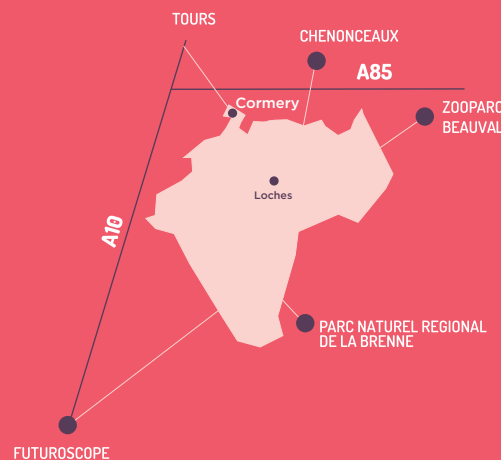 TOURS
CHENONCEAUX
A85
Cormery
ZOOPARC
BEAUVAL
Loches
A10
PARC NATUREL REGIONAL
DE LA BRENNE
FUTUROSCOPE